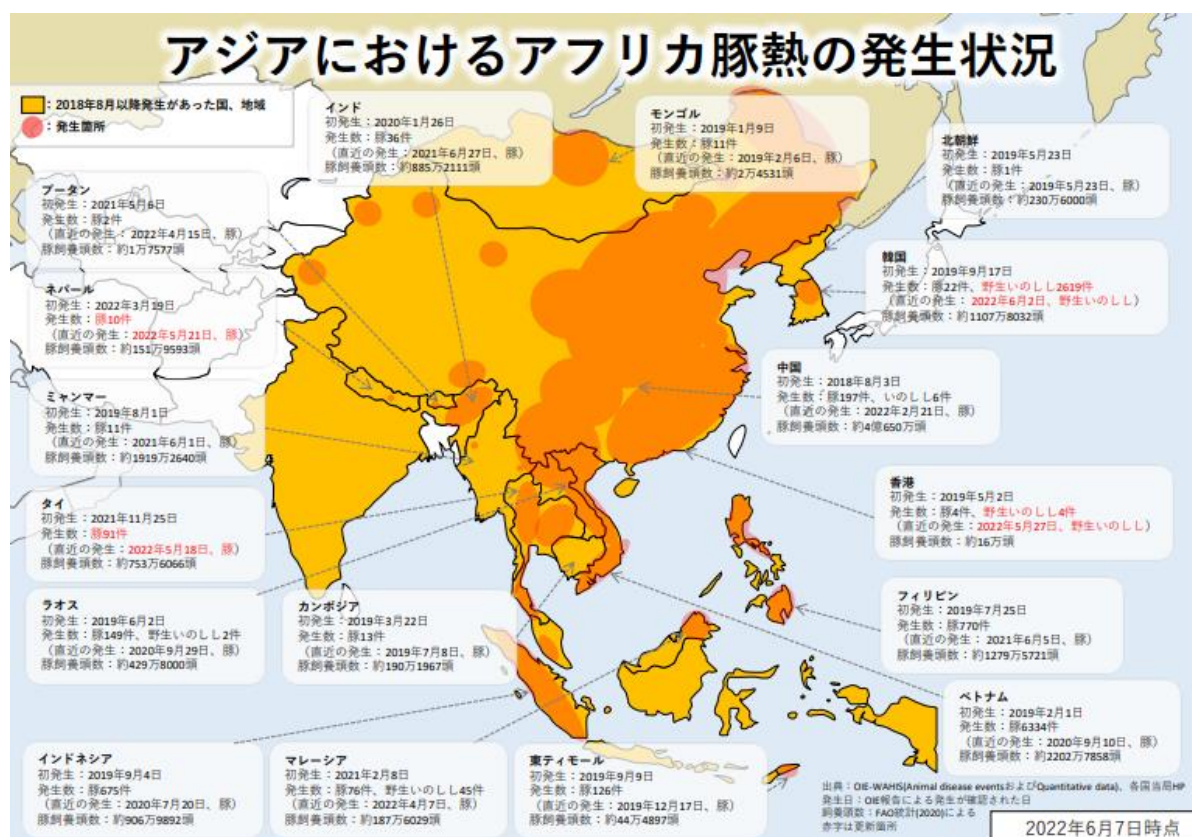 アジアにおけるアフリカ豚熱の発生状況
：2018年8月以降発生があった国、地域
：発生箇所
インド
初発生：2020年1月26日
発生数：豚36件
（直近の発生：2021年6月27日、豚）
豚飼養頭数：約885万2111頭
モンゴル
初発生：2019年1月9日
発生数：豚11件
（直近の発生：2019年2月6日、豚）
豚飼養頭数：約2万4531頭
北朝鮮
初発生：2019年5月23日
発生数：豚1件
（直近の発生：2019年5月23日、豚）
豚飼養頭数：約230万6000頭
ブータン
初発生：2021年5月6日
発生数：豚2件
（直近の発生：2022年4月15日、豚）
豚飼養頭数：約1万7577頭
韓国
初発生：2019年9月17日
発生数：豚22件、野生いのしし2619件
（直近の発生：2022年6月2日、野生いのしし）
豚飼養頭数：約1107万8032頭
ネパール
初発生：2022年3月19日
発生数：豚10件
（直近の発生：2022年5月21日、豚）
豚飼養頭数：約151万9593頭
中国
初発生：2018年8月3日
発生数：豚197件、いのしし6件
（直近の発生：2022年2月21日、豚）
豚飼養頭数：約4億650万頭
ミャンマー
初発生：2019年8月1日
発生数：豚11件
（直近の発生：2021年6月1日、豚）
豚飼養頭数：約1919万2640頭
香港
初発生：2019年5月2日
発生数：豚4件、野生いのしし4件
（直近の発生：2022年5月27日、野生いのしし）
豚飼養頭数：約16万頭
タイ
初発生：2021年11月25日
発生数：豚91件
（直近の発生：2022年5月18日、豚）
豚飼養頭数：約753万6066頭
ラオス
初発生：2019年6月2日
発生数：豚149件、野生いのしし2件
（直近の発生：2020年9月29日、豚）
豚飼養頭数：約429万8000頭
カンボジア
初発生：2019年3月22日
発生数：豚13件
（直近の発生：2019年7月8日、豚）
豚飼養頭数：約190万1967頭
フィリピン
初発生：2019年7月25日
発生数：豚770件
（直近の発生：2021年6月5日、豚）
豚飼養頭数：約1279万5721頭
ベトナム
初発生：2019年2月1日
発生数：豚6334件
（直近の発生：2020年9月10日、豚）
豚飼養頭数：約2202万7858頭
インドネシア
初発生：2019年9月4日
発生数：豚675件
（直近の発生：2020年7月20日、豚）
豚飼養頭数：約906万9892頭
マレーシア
初発生：2021年2月8日
発生数：豚76件、野生いのしし45件
（直近の発生：2022年4月7日、豚）
豚飼養頭数：約187万6029頭
東ティモール
初発生：2019年9月9日
発生数：豚126件
（直近の発生：2019年12月17日、豚）
豚飼養頭数：約44万4897頭
出典：OIE-WAHIS(Animal disease eventsおよびQuantitative data)、各国当局HP
発生日：OIE報告による発生が確認された日
飼養頭数：FAO統計(2020)による
赤字は更新箇所
2022年6月7日時点